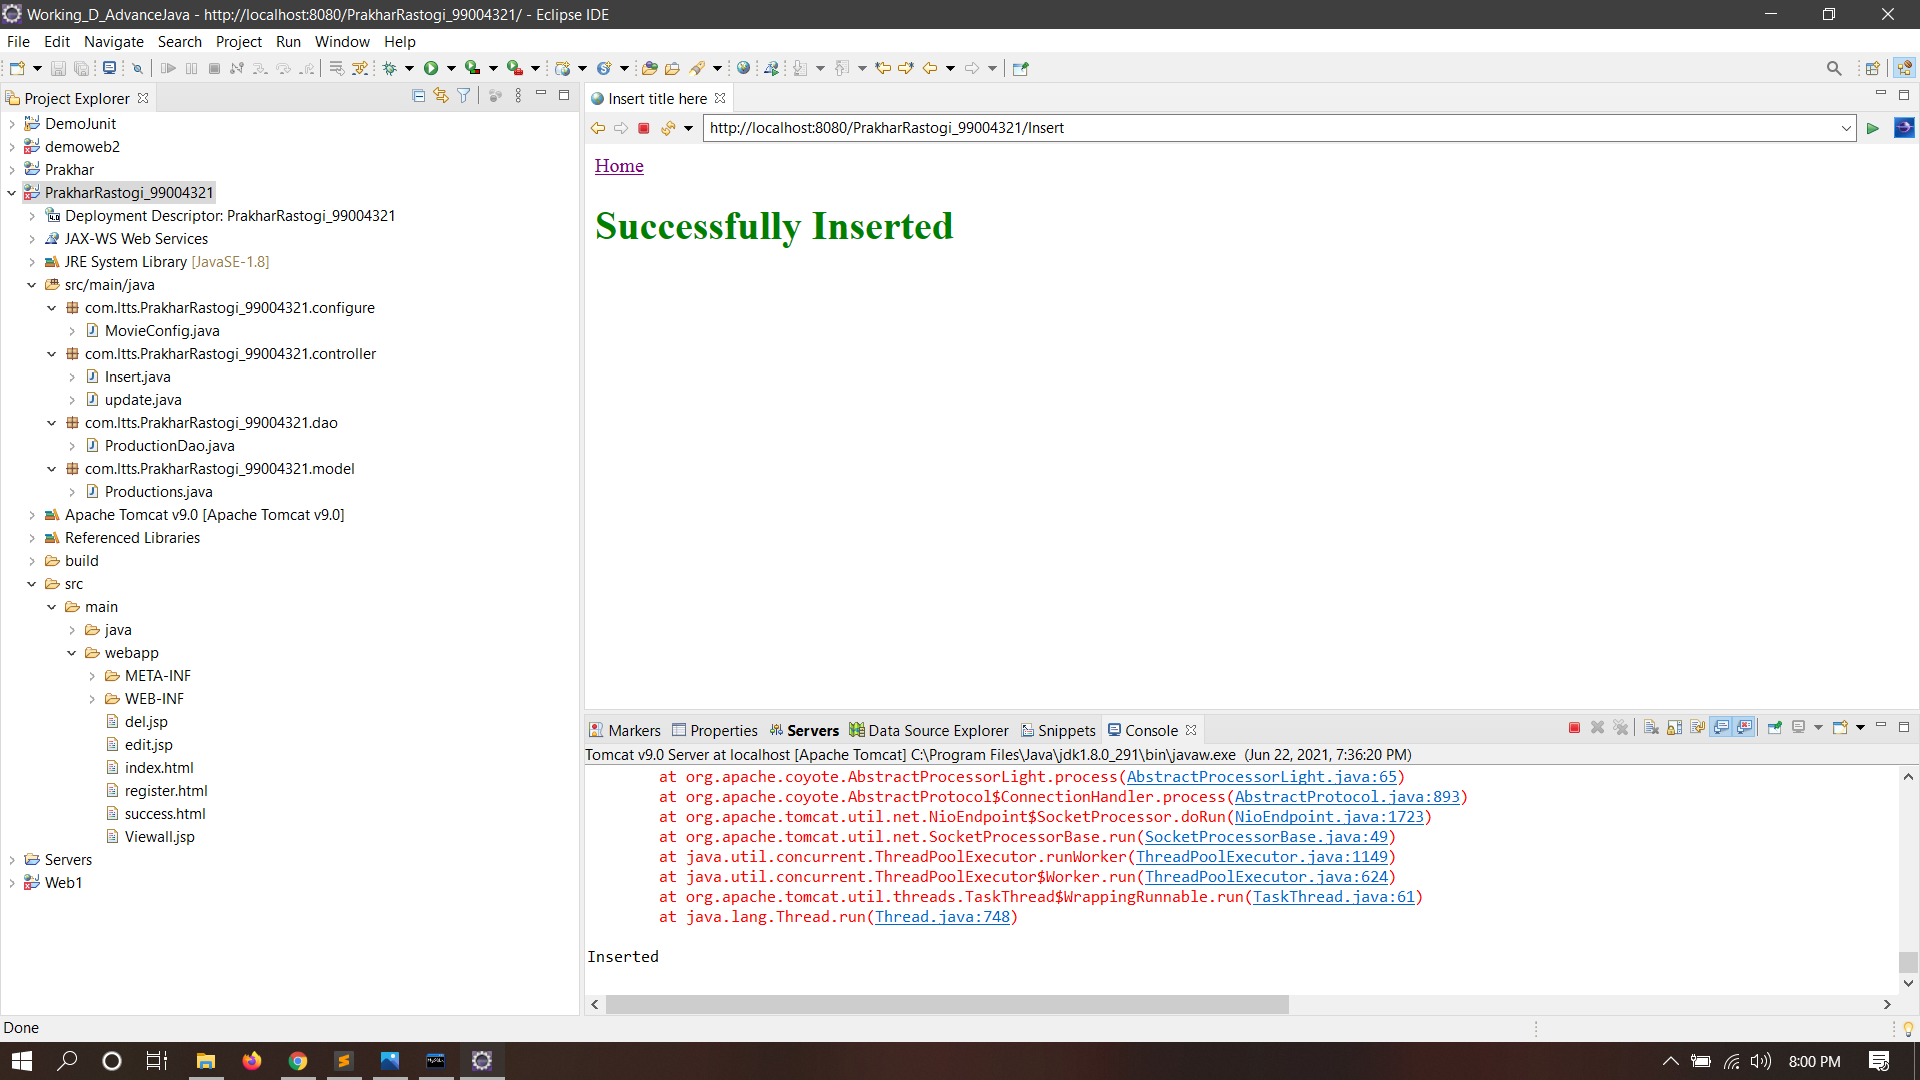 Working_D_AdvanceJava - http://localhost:8080/PrakharRastogi_99004321/ - Eclipse IDE
File Edit Navigate Search Project Run Window Help
Project Explorer
DemoJunit
demoweb2
Prakhar
PrakharRastogi_99004321
Deployment Descriptor: PrakharRastogi_99004321
JAX-WS Web Services
JRE System Library [JavaSE-1.8]
src/main/java
com.ltts.PrakharRastogi_99004321.configure
MovieConfig.java
com.ltts.PrakharRastogi_99004321.controller
Insert.java
update.java
com.ltts.PrakharRastogi_99004321.dao
ProductionDao.java
com.ltts.PrakharRastogi_99004321.model
Productions.java
Apache Tomcat v9.0 [Apache Tomcat v9.0]
Referenced Libraries
build
src
main
java
webapp
META-INF
WEB-INF
del.jsp
edit.jsp
index.html
register.html
success.html
Viewall.jsp
Servers
Web1
Insert title here
http://localhost:8080/PrakharRastogi_99004321/Insert
Home
Successfully Inserted
Markers Properties Servers Data Source Explorer Snippets Console
Tomcat v9.0 Server at localhost [Apache Tomcat] C:\Program Files\Java\jdk1.8.0_291\bin\javaw.exe (Jun 22, 2021, 7:36:20 PM)
at org.apache.coyote.AbstractProcessorLight.process(AbstractProcessorLight.java:65)
at org.apache.coyote.AbstractProtocol$ConnectionHandler.process(AbstractProtocol.java:893)
at org.apache.tomcat.util.net.NioEndpoint$SocketProcessor.doRun(NioEndpoint.java:1723)
at org.apache.tomcat.util.net.SocketProcessorBase.run(SocketProcessorBase.java:49)
at java.util.concurrent.ThreadPoolExecutor.runWorker(ThreadPoolExecutor.java:1149)
at java.util.concurrent.ThreadPoolExecutor$Worker.run(ThreadPoolExecutor.java:624)
at org.apache.tomcat.util.threads.TaskThread$WrappingRunnable.run(TaskThread.java:61)
at java.lang.Thread.run(Thread.java:748)
Inserted
Done
8:00 PM